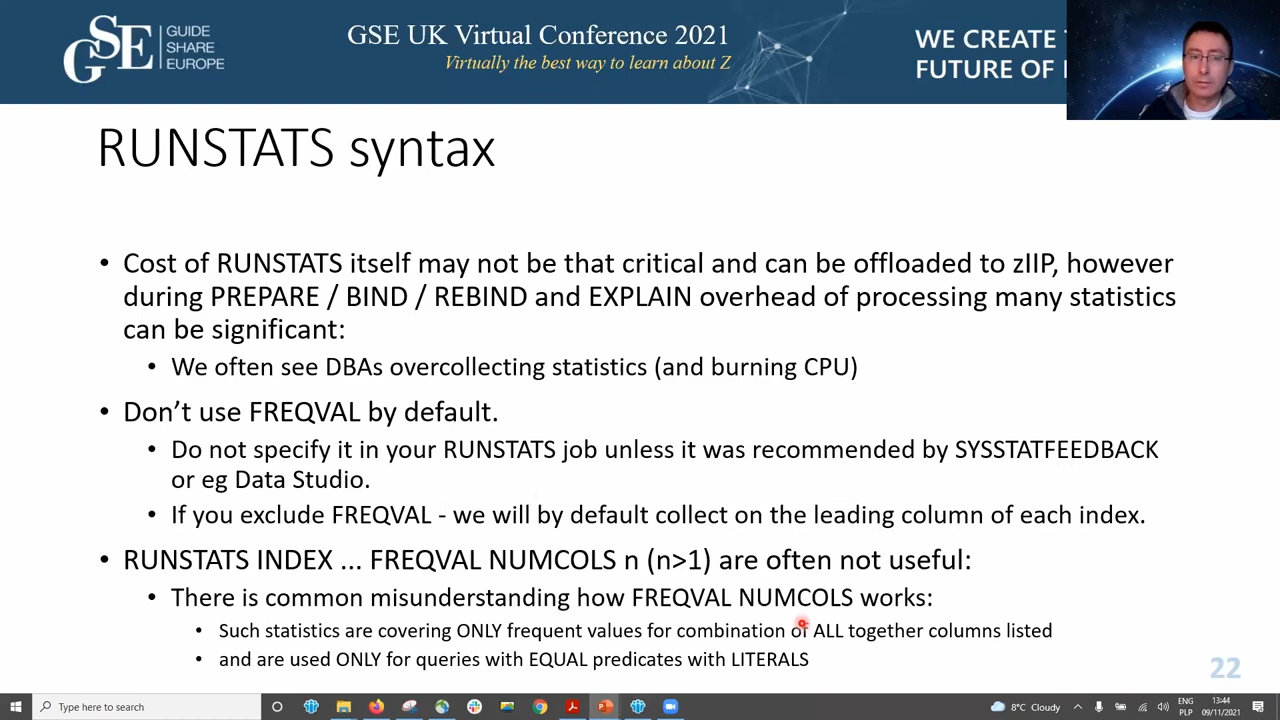 GSE
GUIDE
SHARE
EUROPE
GSE UK Virtual Conference 2021
Virtually the best way to learn about Z
WE CREATE
FUTURE OF
RUNSTATS syntax
• Cost of RUNSTATS itself may not be that critical and can be offloaded to zIIP, however
during PREPARE / BIND / REBIND and EXPLAIN overhead of processing many statistics
can be significant:
• We often see DBAs overcollecting statistics (and burning CPU)
• Don’t use FREQVAL by default.
• Do not specify it in your RUNSTATS job unless it was recommended by SYSSTATFEEDBACK
or eg Data Studio.
• If you exclude FREQVAL - we will by default collect on the leading column of each index.
• RUNSTATS INDEX ... FREQVAL NUMCOLS n (n>1) are often not useful:
• There is common misunderstanding how FREQVAL NUMCOLS works:
• Such statistics are covering ONLY frequent values for combination of ALL together columns listed
• and are used ONLY for queries with EQUAL predicates with LITERALS
22
Type here to search
8°C Cloudy
ENG
PLP
13:44
09/11/2021